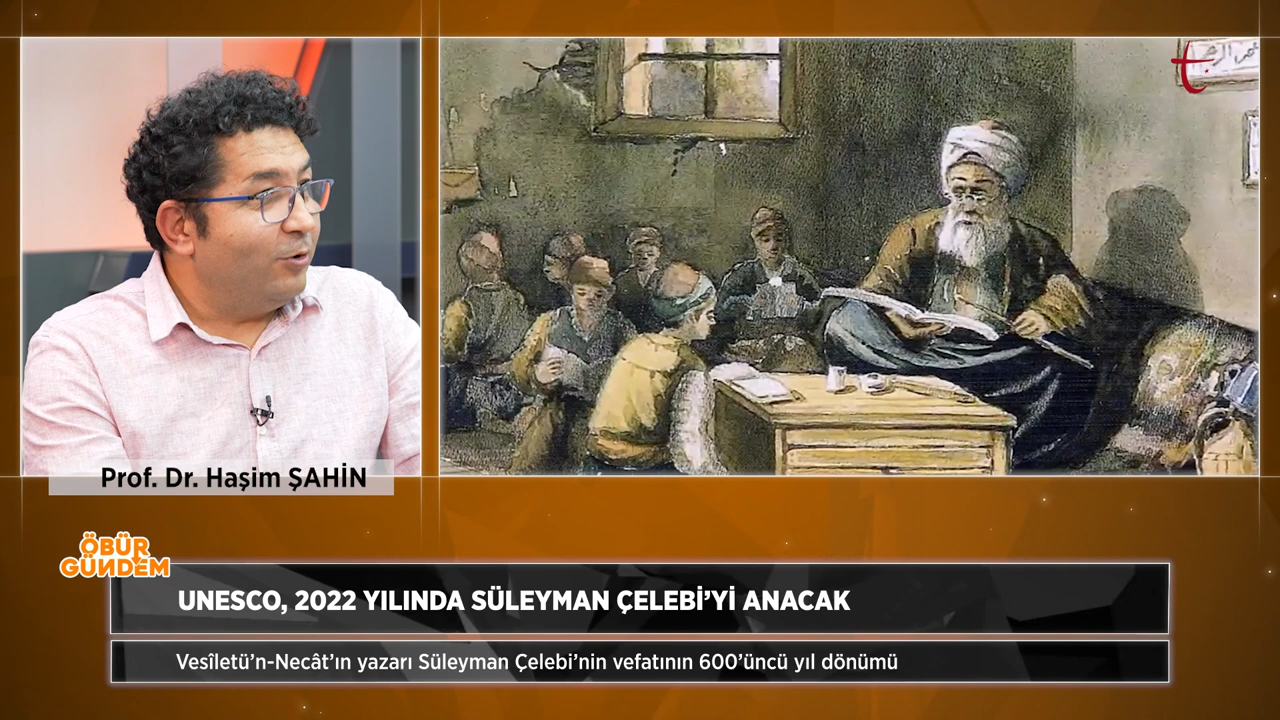 Prof. Dr. Haşim ŞAHİN
ÖBÜR
GÜNDEM
UNESCO, 2022 YILINDA SÜLEYMAN ÇELEBİ’Yİ ANACAK
Vesîletü’n-Necât’ın yazarı Süleyman Çelebi’nin vefatının 600’üncü yıl dönümü